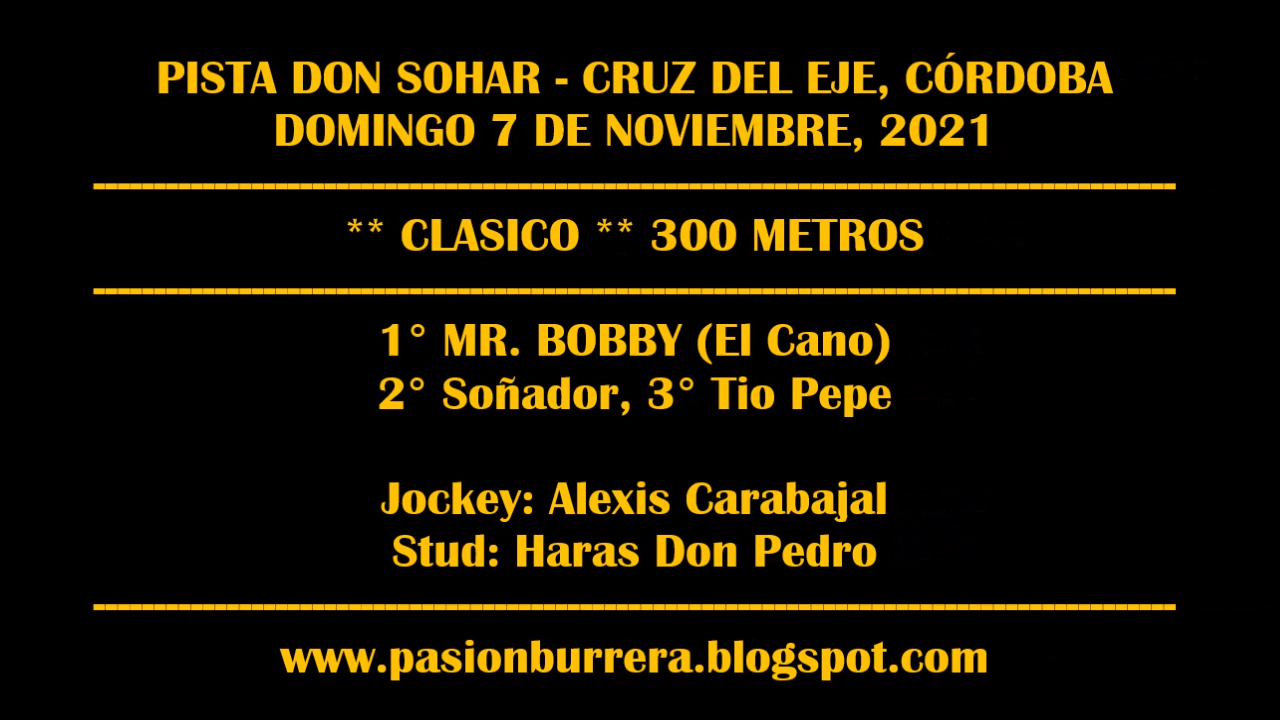 PISTA DON SOHAR - CRUZ DEL EJE, CÓRDOBA
DOMINGO 7 DE NOVIEMBRE, 2021
** CLASICO ** 300 METROS
1° MR. BOBBY (El Cano)
2° Soñador, 3° Tio Pepe
Jockey: Alexis Carabajal
Stud: Haras Don Pedro
www.pasionburrera.blogspot.com